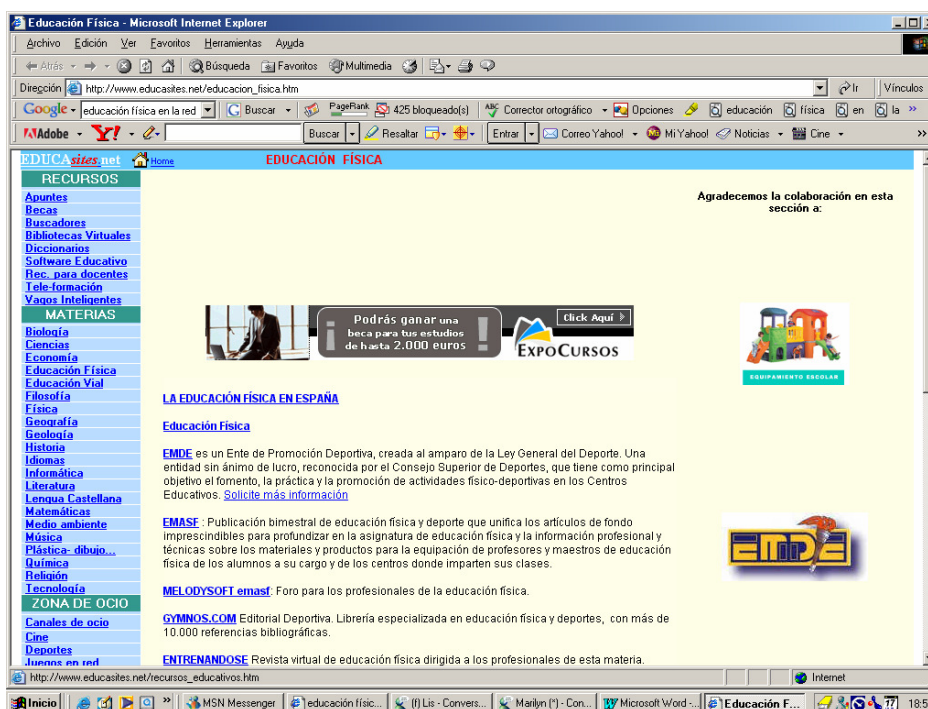 Educación Física - Microsoft Internet Explorer
Archivo Edición Ver Favoritos Herramientas Ayuda
Atrás Búsqueda Favoritos Multimedia
Dirección http://www.educasites.net/educacion_fisica.htm Ir Vínculos
Google educación física en la red Buscar PageRank 425 bloqueado(s) Corrector ortográfico Opciones educación física en la »
Adobe Y! Buscar Resaltar Entrar Correo Yahoo! Mi Yahoo! Noticias Cine »
EDUCAsites.net Home EDUCACIÓN FÍSICA
RECURSOS
Apuntes
Becas
Buscadores
Bibliotecas Virtuales
Diccionarios
Software Educativo
Rec. para docentes
Tele-formación
Vagos Inteligentes
MATERIAS
Biología
Ciencias
Economía
Educación Física
Educación Vial
Filosofía
Física
Geografía
Geología
Historia
Idiomas
Informática
Literatura
Lengua Castellana
Matemáticas
Medio ambiente
Música
Plástica- dibujo...
Química
Religión
Tecnología
ZONA DE OCIO
Canales de ocio
Cine
Deportes
Juegos en red
Podrás ganar una
beca para tus estudios
de hasta 2.000 euros
Click Aquí
EXPOCURSOS
LA EDUCACIÓN FÍSICA EN ESPAÑA
Educación Física
EMDE es un Ente de Promoción Deportiva, creada al amparo de la Ley General del Deporte. Una
entidad sin ánimo de lucro, reconocida por el Consejo Superior de Deportes, que tiene como principal
objetivo el fomento, la práctica y la promoción de actividades físico-deportivas en los Centros
Educativos. Solicite más información
EMASF : Publicación bimestral de educación física y deporte que unifica los artículos de fondo
imprescindibles para profundizar en la asignatura de educación física y la información profesional y
técnicas sobre los materiales y productos para la equipación de profesores y maestros de educación
física de los alumnos a su cargo y de los centros donde imparten sus clases.
MELODYSOFT emasf: Foro para los profesionales de la educación física.
GYMNOS.COM Editorial Deportiva. Librería especializada en educación física y deportes, con más de
10.000 referencias bibliográficas.
ENTRENANDOSE Revista virtual de educación física dirigida a los profesionales de esta materia.
Agradecemos la colaboración en esta
sección a:
EQUIPAMIENTO ESCOLAR
EMDE
http://www.educasites.net/recursos_educativos.htm Internet
Inicio » MSN Messenger educación físic... (f) Lis - Convers... Marilyn (*) - Con... Microsoft Word -... Educación F... 18:5